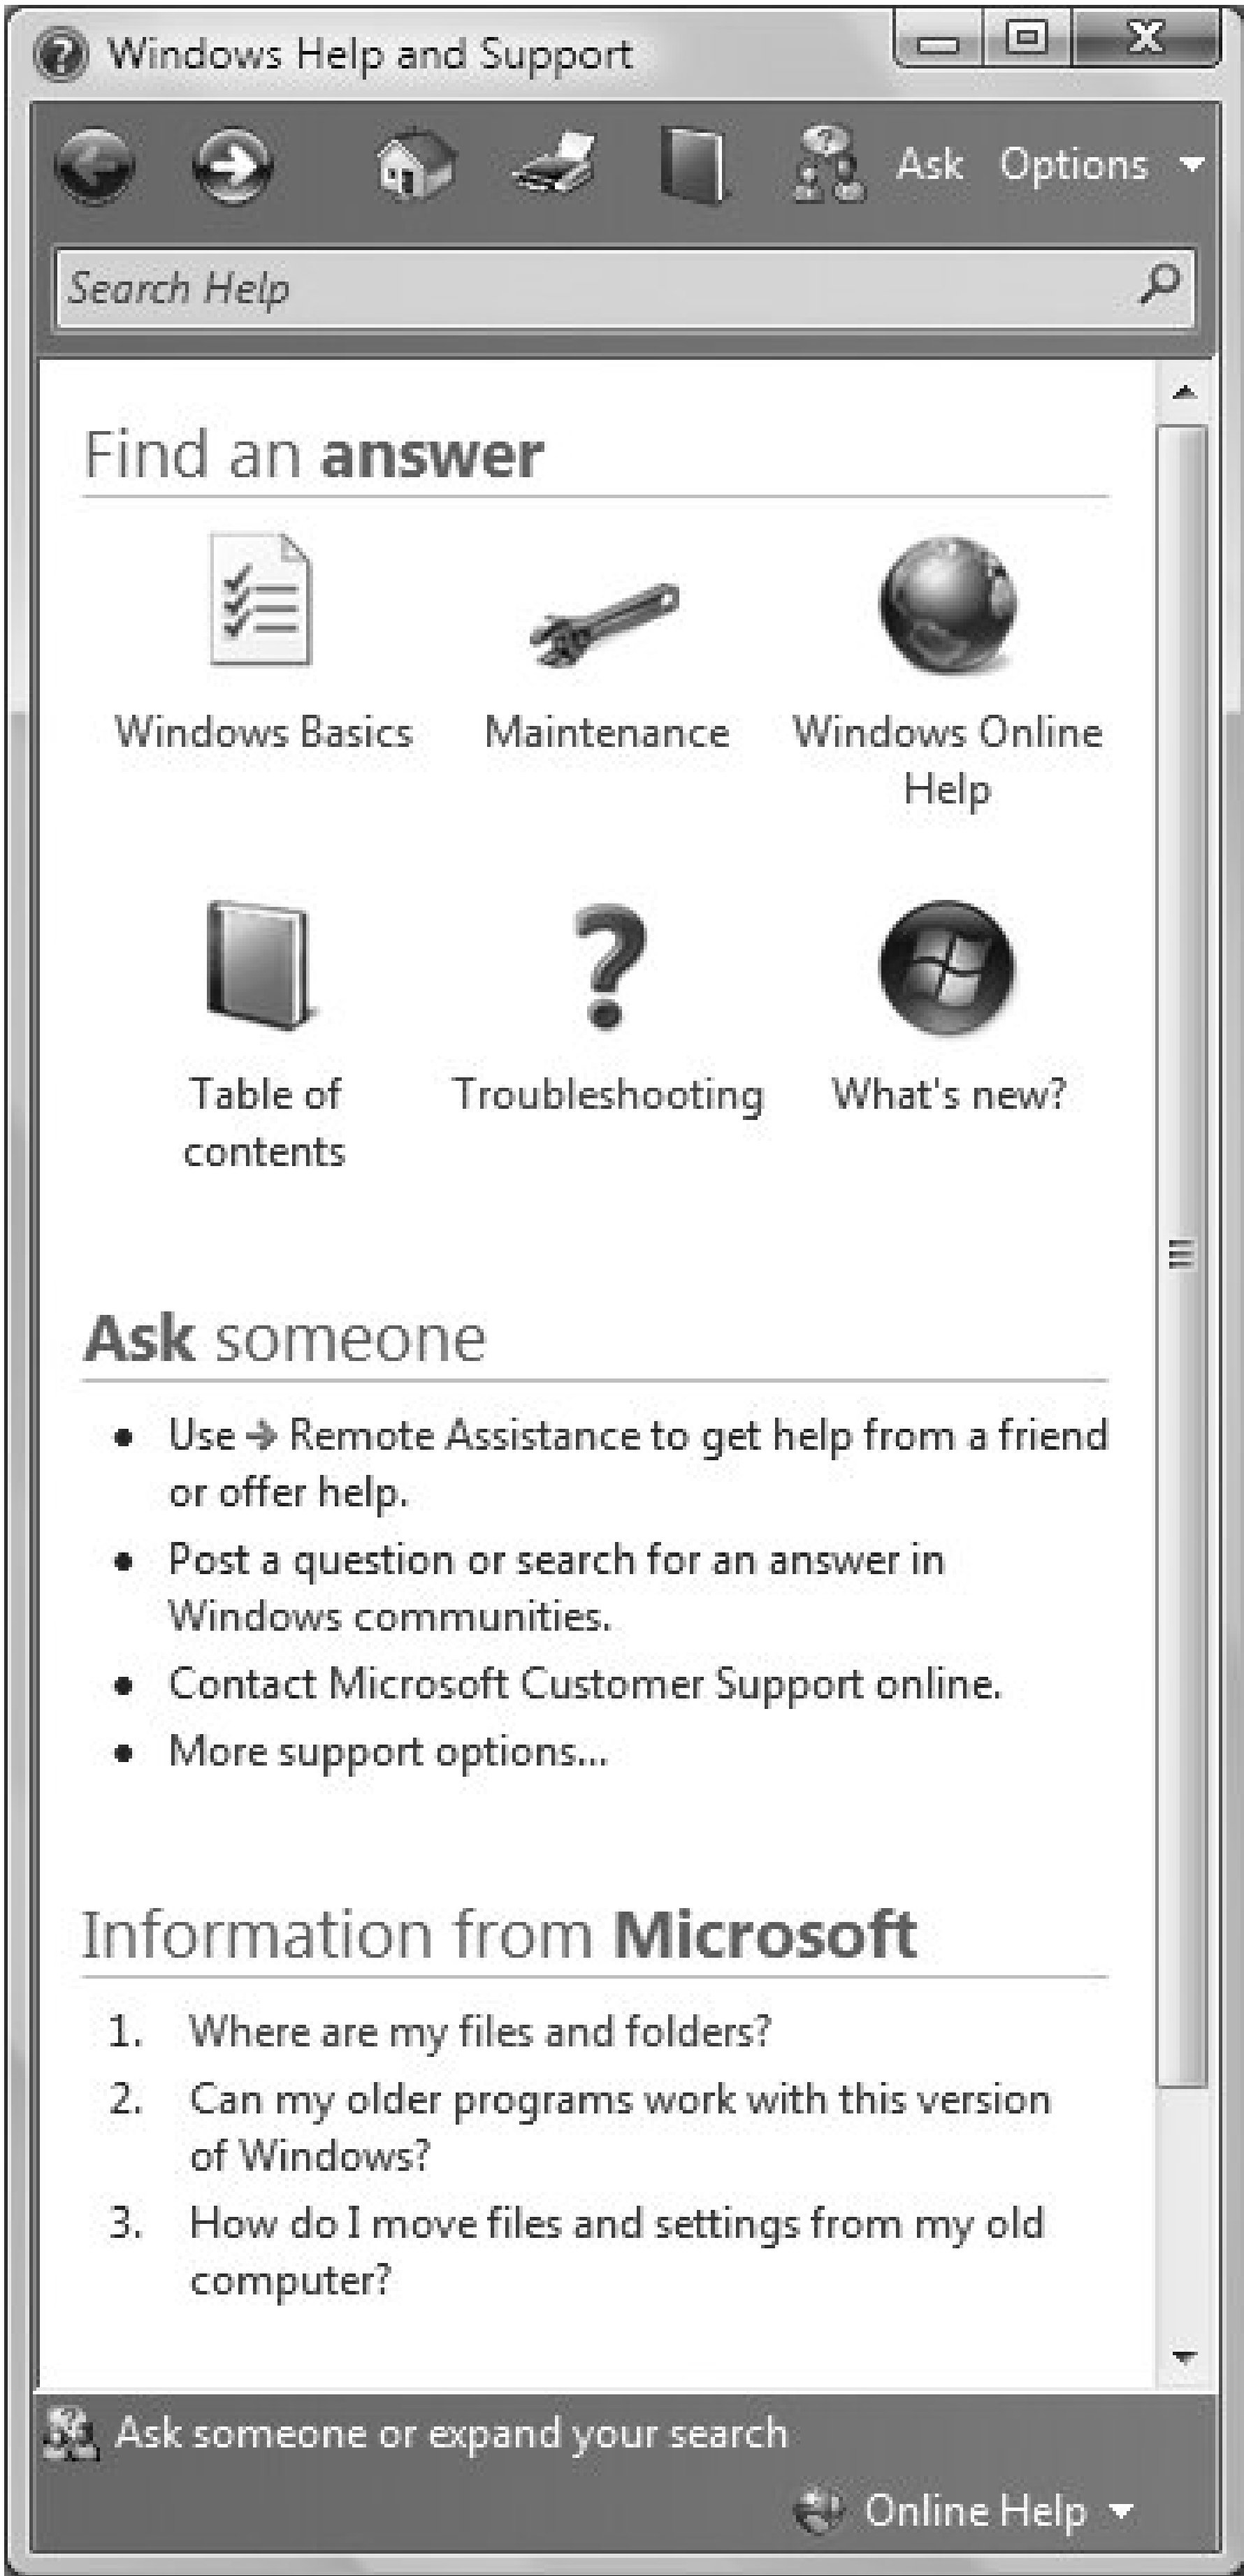 Windows Help and Support
Ask Options
Search Help
Find an answer
Windows Basics
Maintenance
Windows Online
Help
Table of
contents
Troubleshooting
What's new?
Ask someone
• Use → Remote Assistance to get help from a friend
or offer help.
• Post a question or search for an answer in
Windows communities.
• Contact Microsoft Customer Support online.
• More support options...
Information from Microsoft
1. Where are my files and folders?
2. Can my older programs work with this version
of Windows?
3. How do I move files and settings from my old
computer?
Ask someone or expand your search
Online Help